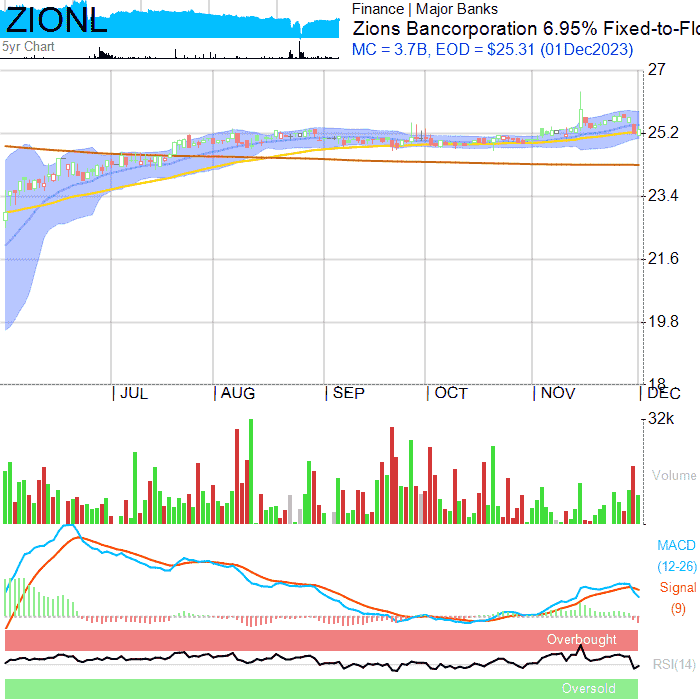 ZIONL
5yr Chart
Finance | Major Banks
Zions Bancorporation 6.95% Fixed-to-Flo
MC = 3.7B, EOD = $25.31 (01Dec2023)
27
25.2
23.4
21.6
19.8
18
JUL AUG SEP OCT NOV DEC
32k
Volume
MACD
(12-26)
Signal
(9)
Overbought
RSI(14)
Oversold